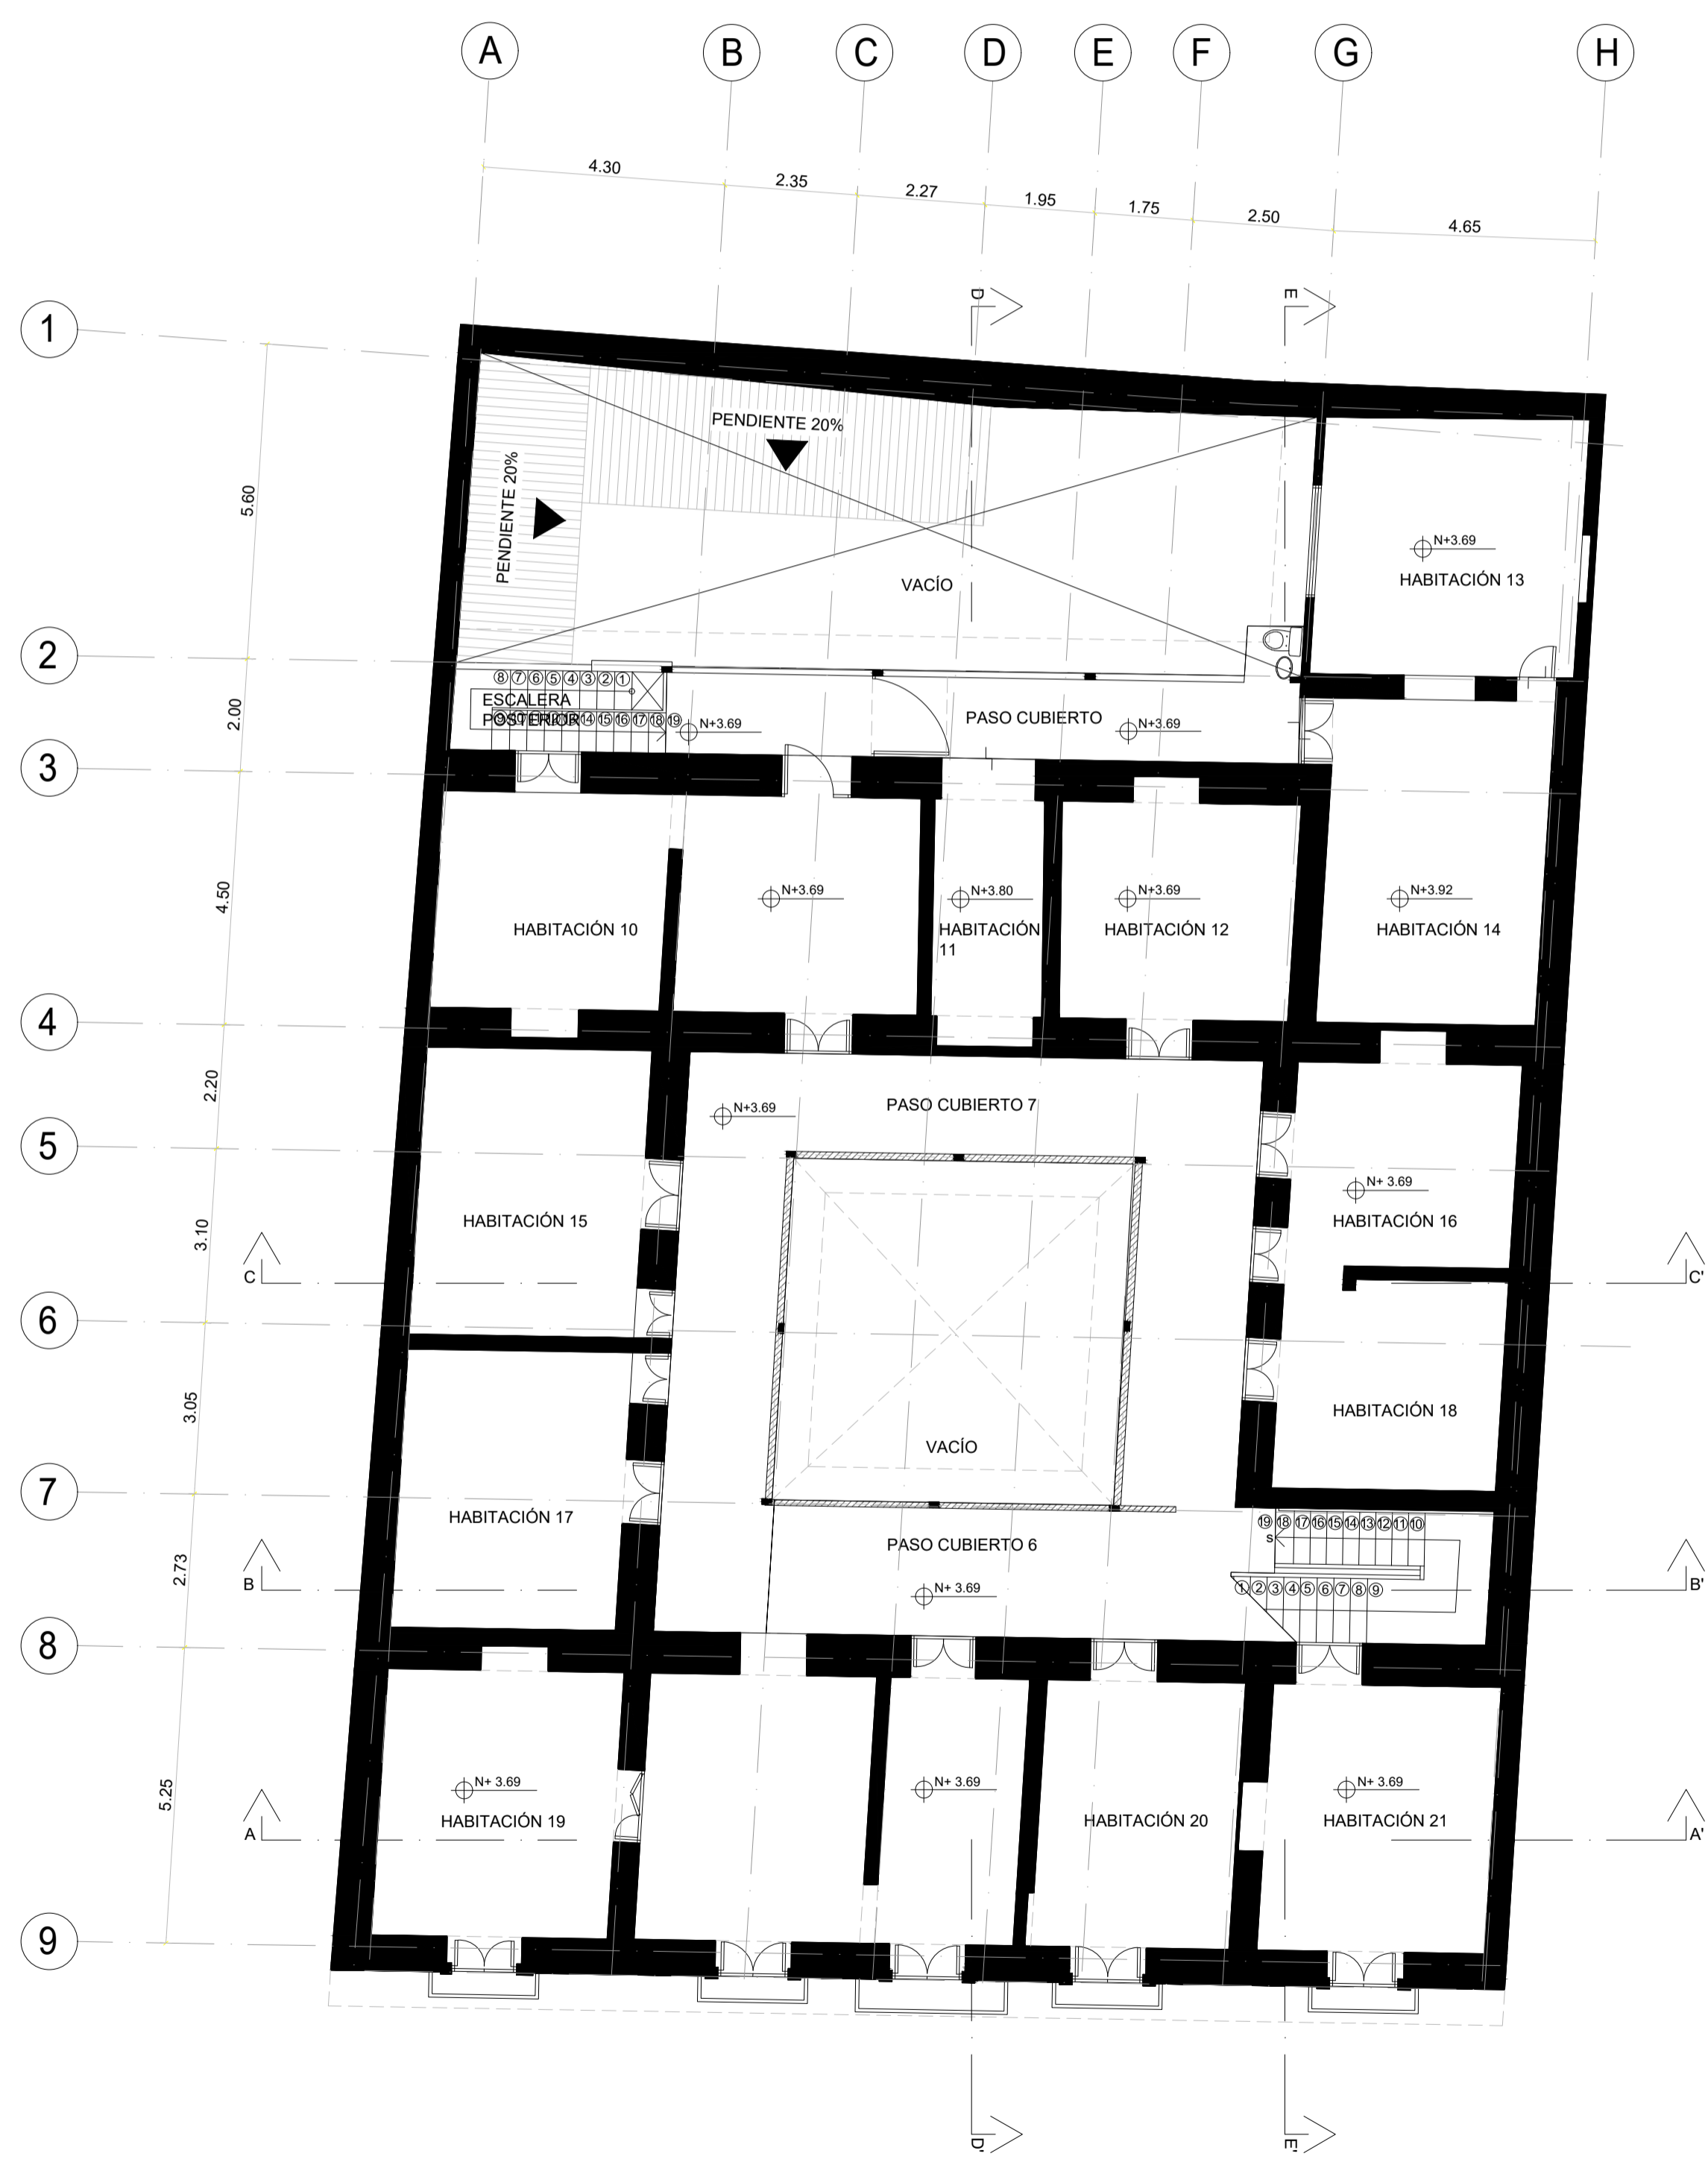 A B C D E F G H
4.30
2.35
2.27
1.95
1.75
2.50
4.65
D
E
1
PENDIENTE 20%
PENDIENTE 20%
5.60
N+3.69
HABITACIÓN 13
VACÍO
2
⑧ ⑦ ⑥ ⑤ ④ ③ ② ①
ESCALERA
POSTERIOR
⑨ ⑩ ⑪ ⑫ ⑬ ⑭ ⑮ ⑯ ⑰ ⑱ ⑲
N+3.69
PASO CUBIERTO
N+3.69
2.00
3
4.50
N+3.69
N+3.80
N+3.69
N+3.92
HABITACIÓN 10
HABITACIÓN
11
HABITACIÓN 12
HABITACIÓN 14
4
2.20
N+3.69
PASO CUBIERTO 7
5
N+ 3.69
HABITACIÓN 15
HABITACIÓN 16
3.10
C
C'
6
3.05
HABITACIÓN 18
VACÍO
7
HABITACIÓN 17
⑲ ⑱ ⑰ ⑯ ⑮ ⑭ ⑬ ⑫ ⑪ ⑩
s
PASO CUBIERTO 6
2.73
B
N+ 3.69
① ② ③ ④ ⑤ ⑥ ⑦ ⑧ ⑨
B'
8
5.25
N+ 3.69
N+ 3.69
N+ 3.69
HABITACIÓN 19
HABITACIÓN 20
HABITACIÓN 21
A
A'
9
D'
E'